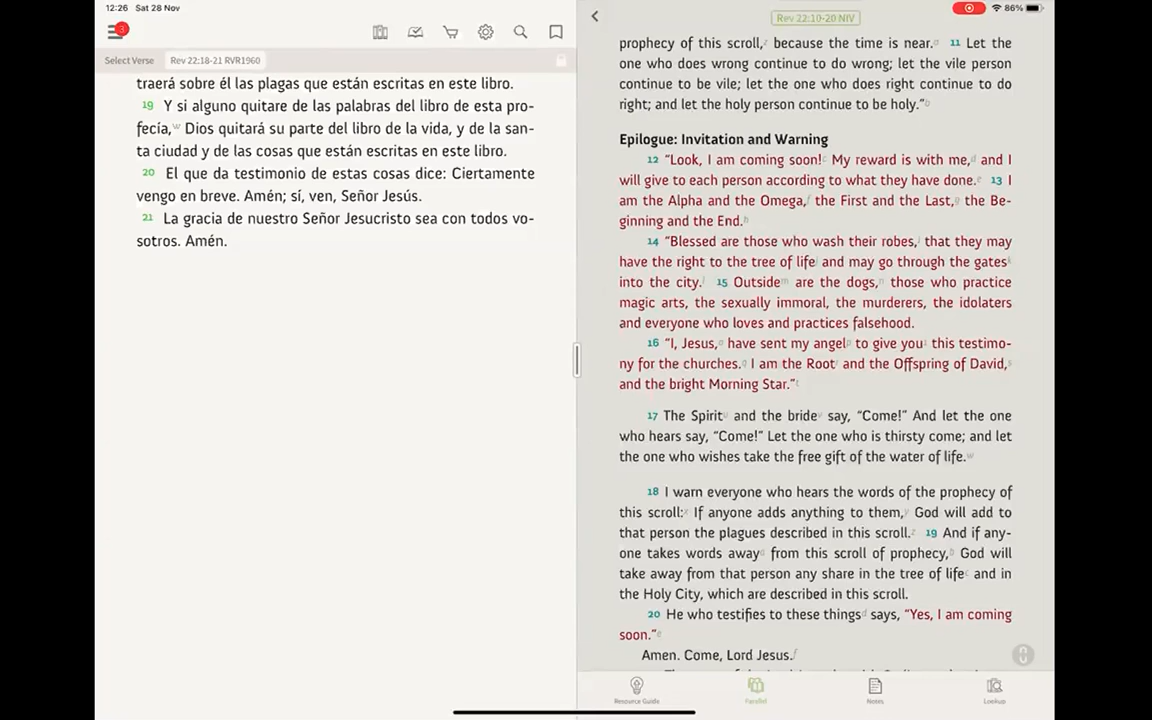 12:26 Sat 28 Nov
3
Select Verse Rev 22:18-21 RVR1960
traerá sobre él las plagas que están escritas en este libro.
19 Y si alguno quitare de las palabras del libro de esta pro-
fecía,w Dios quitará su parte del libro de la vida, y de la san-
ta ciudad y de las cosas que están escritas en este libro.
20 El que da testimonio de estas cosas dice: Ciertamente
vengo en breve. Amén; sí, ven, Señor Jesús.
21 La gracia de nuestro Señor Jesucristo sea con todos vo-
sotros. Amén.
86%
Rev 22:10-20 NIV
prophecy of this scroll, because the time is near. 11 Let the
one who does wrong continue to do wrong; let the vile person
continue to be vile; let the one who does right continue to do
right; and let the holy person continue to be holy.”b
Epilogue: Invitation and Warning
12 “Look, I am coming soon!c My reward is with me,d and I
will give to each person according to what they have done.e 13 I
am the Alpha and the Omega,f the First and the Last,g the Be-
ginning and the End.h
14 “Blessed are those who wash their robes,i that they may
have the right to the tree of lifej and may go through the gatesk
into the city.l 15 Outsidem are the dogs,n those who practice
magic arts, the sexually immoral, the murderers, the idolaters
and everyone who loves and practices falsehood.
16 “I, Jesus,o have sent my angelp to give you this testimo-
ny for the churches.q I am the Rootr and the Offspring of David,s
and the bright Morning Star.”t
17 The Spiritu and the bridev say, “Come!” And let the one
who hears say, “Come!” Let the one who is thirsty come; and let
the one who wishes take the free gift of the water of life.w
18 I warn everyone who hears the words of the prophecy of
this scroll:x If anyone adds anything to them,y God will add to
that person the plagues described in this scroll.z 19 And if any-
one takes words awaya from this scroll of prophecy,b God will
take away from that person any share in the tree of lifec and in
the Holy City, which are described in this scroll.
20 He who testifies to these thingsd says, “Yes, I am coming
soon.”e
Amen. Come, Lord Jesus.f
Resource Guide Parallel Notes Lookup